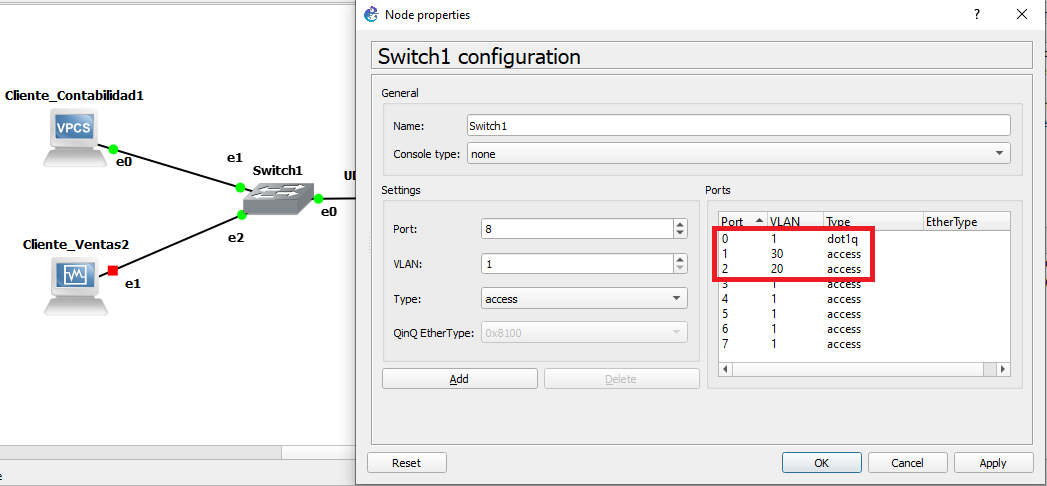 Node properties
?
Switch1 configuration
General
Name: Switch1
Console type: none
Settings
Port: 8
VLAN: 1
Type: access
QinQ EtherType: 0x8100
Add
Delete
Ports
Port VLAN Type EtherType
0 1 dot1q
1 30 access
2 20 access
3 1 access
4 1 access
5 1 access
6 1 access
7 1 access
Reset
OK
Cancel
Apply
Cliente_Contabilidad1
VPCS
e0
e1
Switch1
e0
e2
Cliente_Ventas2
e1